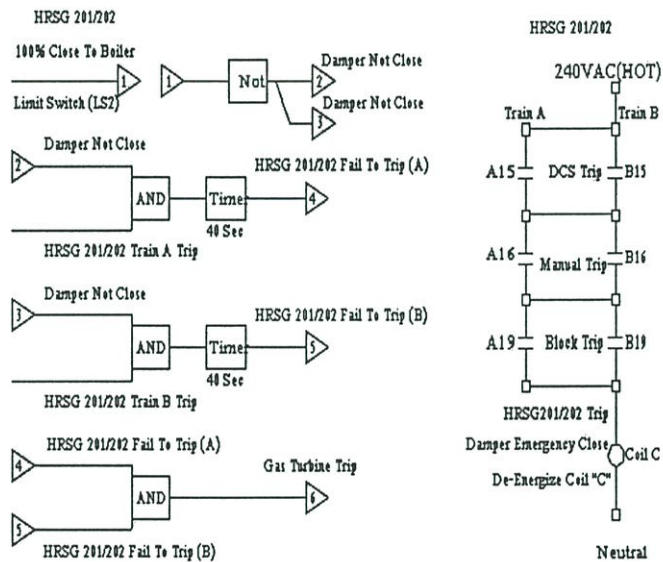 HRSG 201/202
100% Close To Boiler
1
Limit Switch (LS2)
1
Not
Damper Not Close
2
Damper Not Close
3
Damper Not Close
2
AND
HRSG 201/202 Train A Trip
Time
40 Sec
HRSG 201/202 Fail To Trip (A)
4
Damper Not Close
3
AND
HRSG 201/202 Train B Trip
Time
40 Sec
HRSG 201/202 Fail To Trip (B)
5
HRSG 201/202 Fail To Trip (A)
4
AND
5
HRSG 201/202 Fail To Trip (B)
Gas Turbine Trip
6
HRSG 201/202
240VAC(HOT)
Train A
Train B
A15
DCS Trip
B15
A16
Manual Trip
B16
A19
Block Trip
B19
HRSG201/202 Trip
Damper Emergency Close
Coil C
De-Energize Coil "C"
Neutral